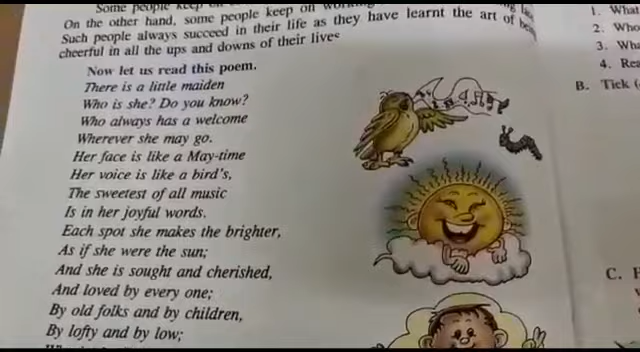 Some people keep on
On the other hand, some people keep on
Such people always succeed in their life as they have learnt the art of
cheerful in all the ups and downs of their lives
Now let us read this poem.
There is a little maiden
Who is she? Do you know?
Who always has a welcome
Wherever she may go.
Her face is like a May-time
Her voice is like a bird's,
The sweetest of all music
Is in her joyful words.
Each spot she makes the brighter,
As if she were the sun;
And she is sought and cherished,
And loved by every one;
By old folks and by children,
By lofty and by low;
1. What
2. Who
3.
4.
B. Tick (
C.